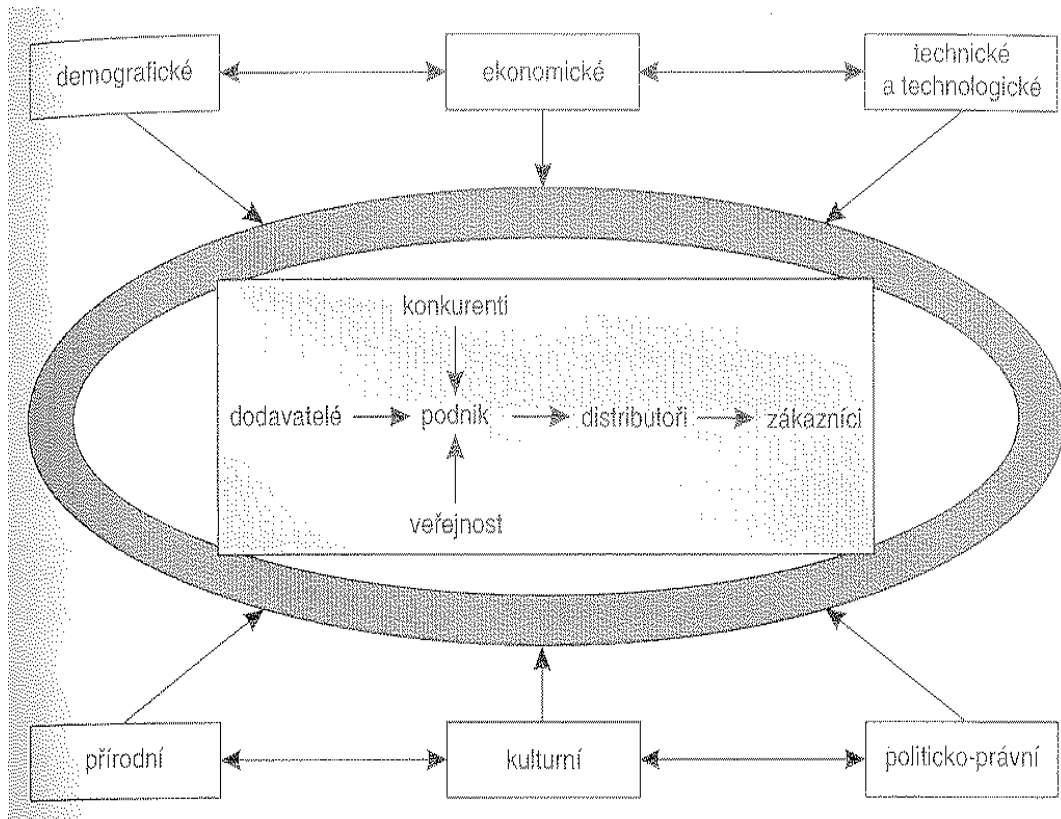 demografické
ekonomické
technické
a technologické
konkurenti
dodavatelé
podnik
distributoři
zákazníci
veřejnost
přírodní
kulturní
politicko-právní